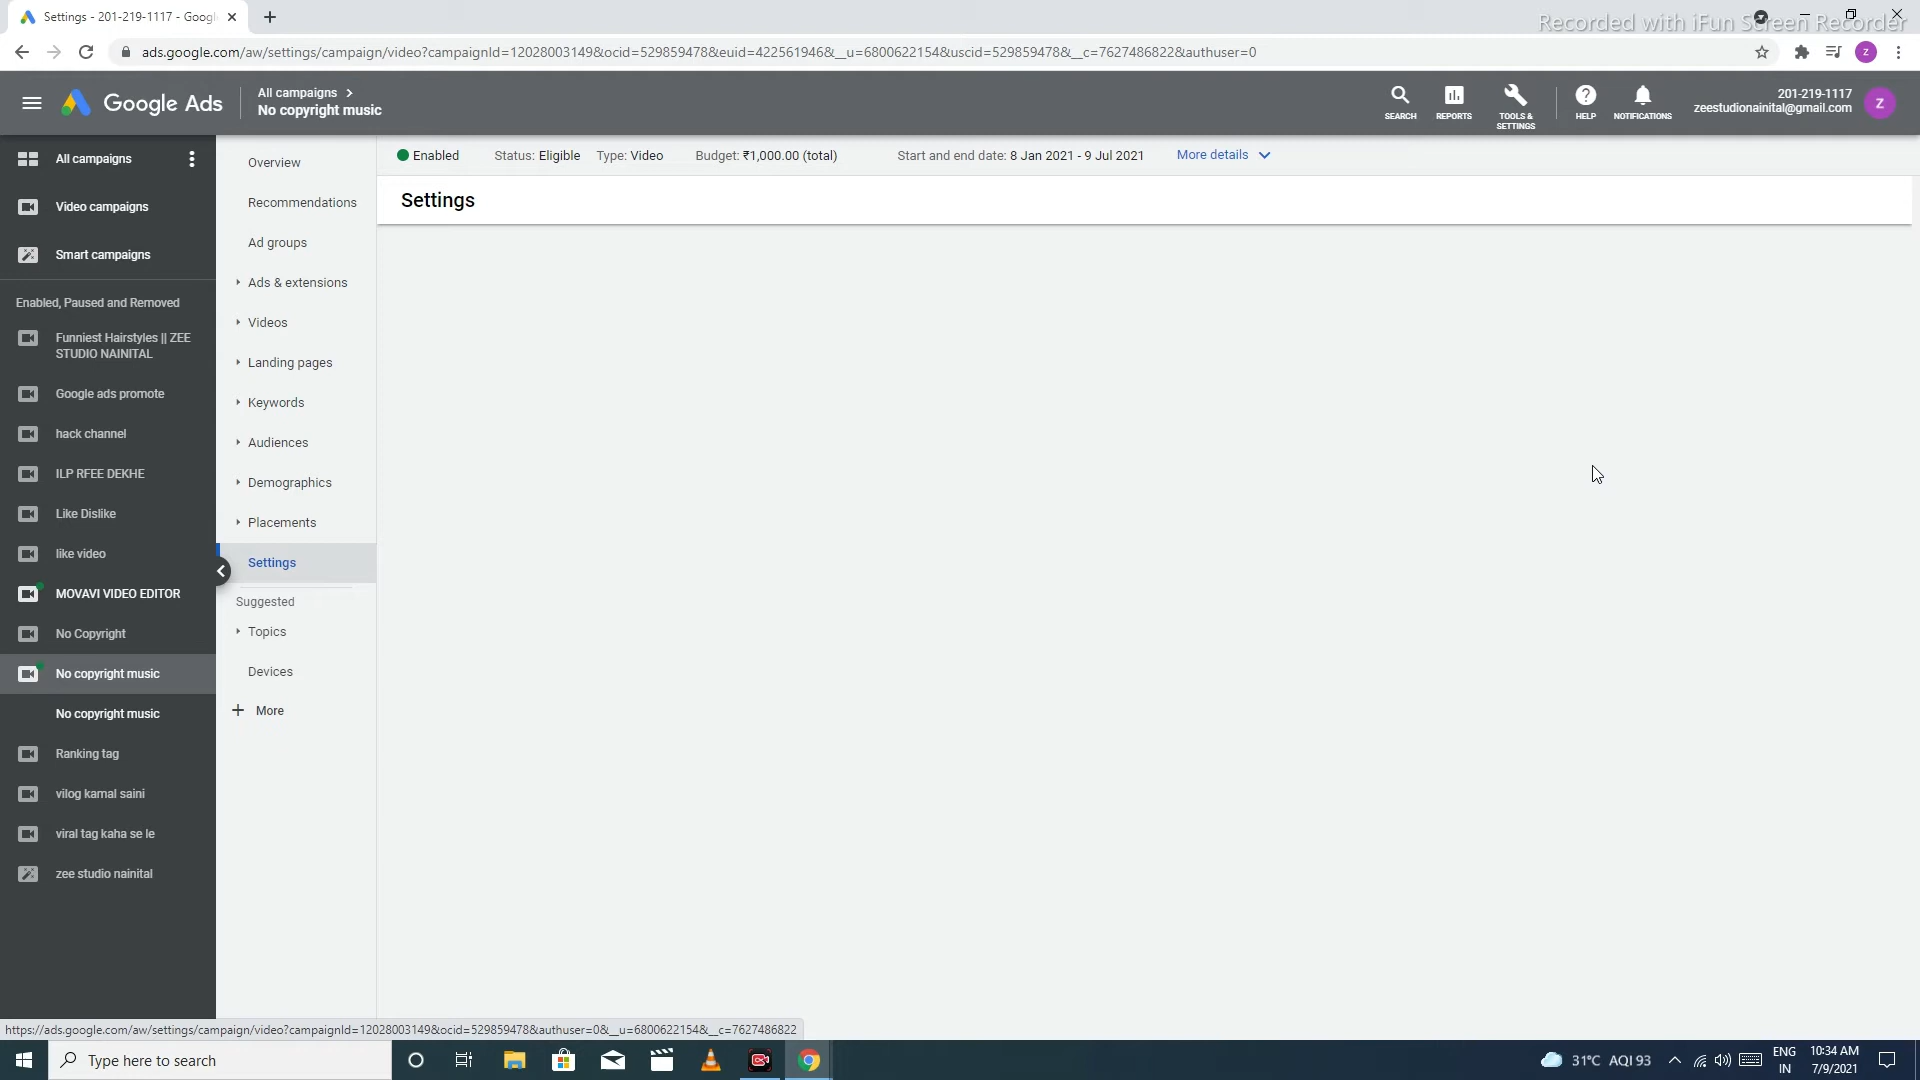 Settings - 201-219-1117 - Googl
Recorded with iFun Screen Recorder
ads.google.com/aw/settings/campaign/video?campaignId=12028003149&ocid=529859478&euid=422561946&__u=6800622154&uscid=529859478&__c=7627486822&authuser=0
z
Google Ads
All campaigns
No copyright music
SEARCH
REPORTS
TOOLS &
SETTINGS
HELP
NOTIFICATIONS
201-219-1117
zeestudionainital@gmail.com
Z
All campaigns
Video campaigns
Smart campaigns
Enabled, Paused and Removed
Funniest Hairstyles || ZEE
STUDIO NAINITAL
Google ads promote
hack channel
ILP RFEE DEKHE
Like Dislike
like video
MOVAVI VIDEO EDITOR
No Copyright
No copyright music
No copyright music
Ranking tag
vilog kamal saini
viral tag kaha se le
zee studio nainital
Overview
Recommendations
Ad groups
Ads & extensions
Videos
Landing pages
Keywords
Audiences
Demographics
Placements
Settings
Suggested
Topics
Devices
+ More
Enabled Status: Eligible Type: Video Budget: ₹1,000.00 (total) Start and end date: 8 Jan 2021 - 9 Jul 2021 More details
Settings
https://ads.google.com/aw/settings/campaign/video?campaignId=12028003149&ocid=529859478&authuser=0&__u=6800622154&__c=7627486822
Type here to search
31°C AQI 93
ENG
IN
10:34 AM
7/9/2021